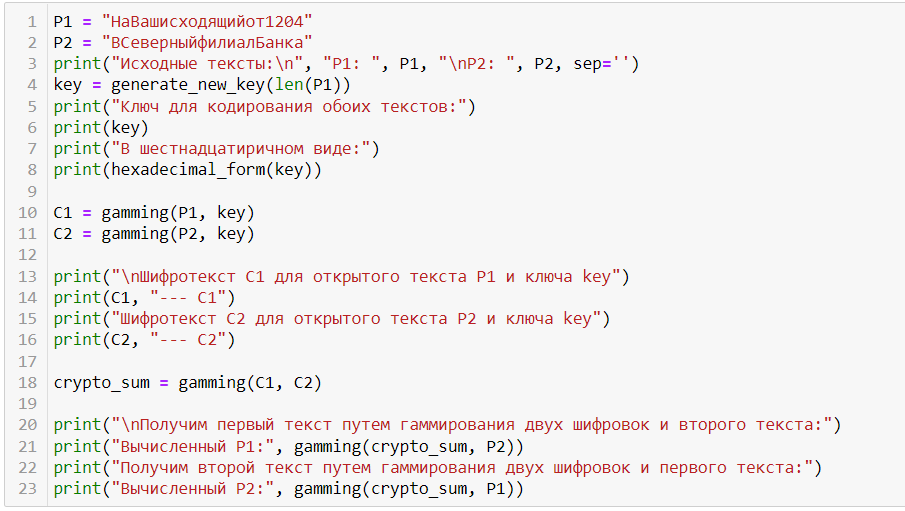 1 P1 = "НаВашисходящийот1204"
2 P2 = "ВСеверныйфилиалБанка"
3 print("Исходные тексты:\n", "P1: ", P1, "\nP2: ", P2, sep='')
4 key = generate_new_key(len(P1))
5 print("Ключ для кодирования обоих текстов:")
6 print(key)
7 print("В шестнадцатиричном виде:")
8 print(hexadecimal_form(key))
9
10 C1 = gamming(P1, key)
11 C2 = gamming(P2, key)
12
13 print("\nШифротекст C1 для открытого текста P1 и ключа key")
14 print(C1, "--- C1")
15 print("Шифротекст C2 для открытого текста P2 и ключа key")
16 print(C2, "--- C2")
17
18 crypto_sum = gamming(C1, C2)
19
20 print("\nПолучим первый текст путем гаммирования двух шифровок и второго текста:")
21 print("Вычисленный P1:", gamming(crypto_sum, P2))
22 print("Получим второй текст путем гаммирования двух шифровок и первого текста:")
23 print("Вычисленный P2:", gamming(crypto_sum, P1))